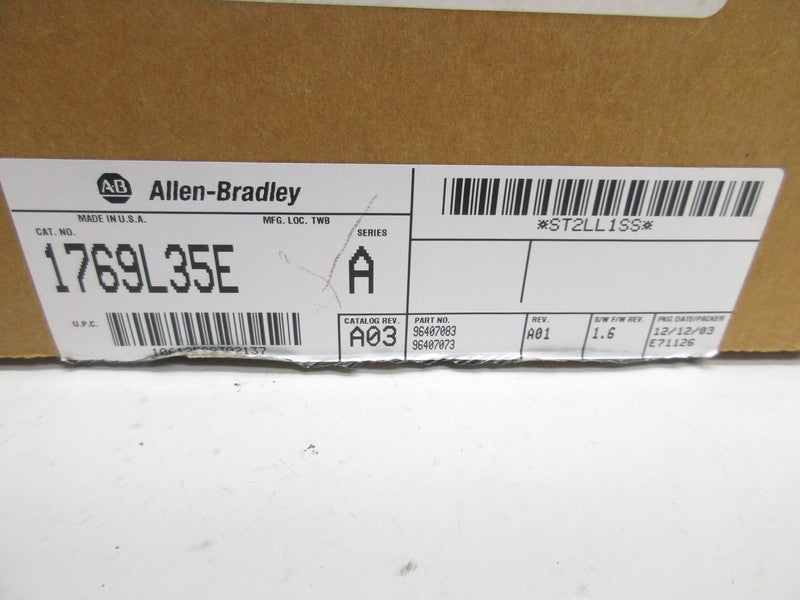 AB Allen-Bradley
MADE IN U.S.A. MFG. LOC. TWB
CAT. NO. SERIES
1769L35E A
U.P.C.
CATALOG REV.
A03
*ST2LL1SS*
PART NO.
96407083
96407073
REV.
A01
S/W F/W REV.
1.6
PKG DATE/PACKER
12/12/03
E71126